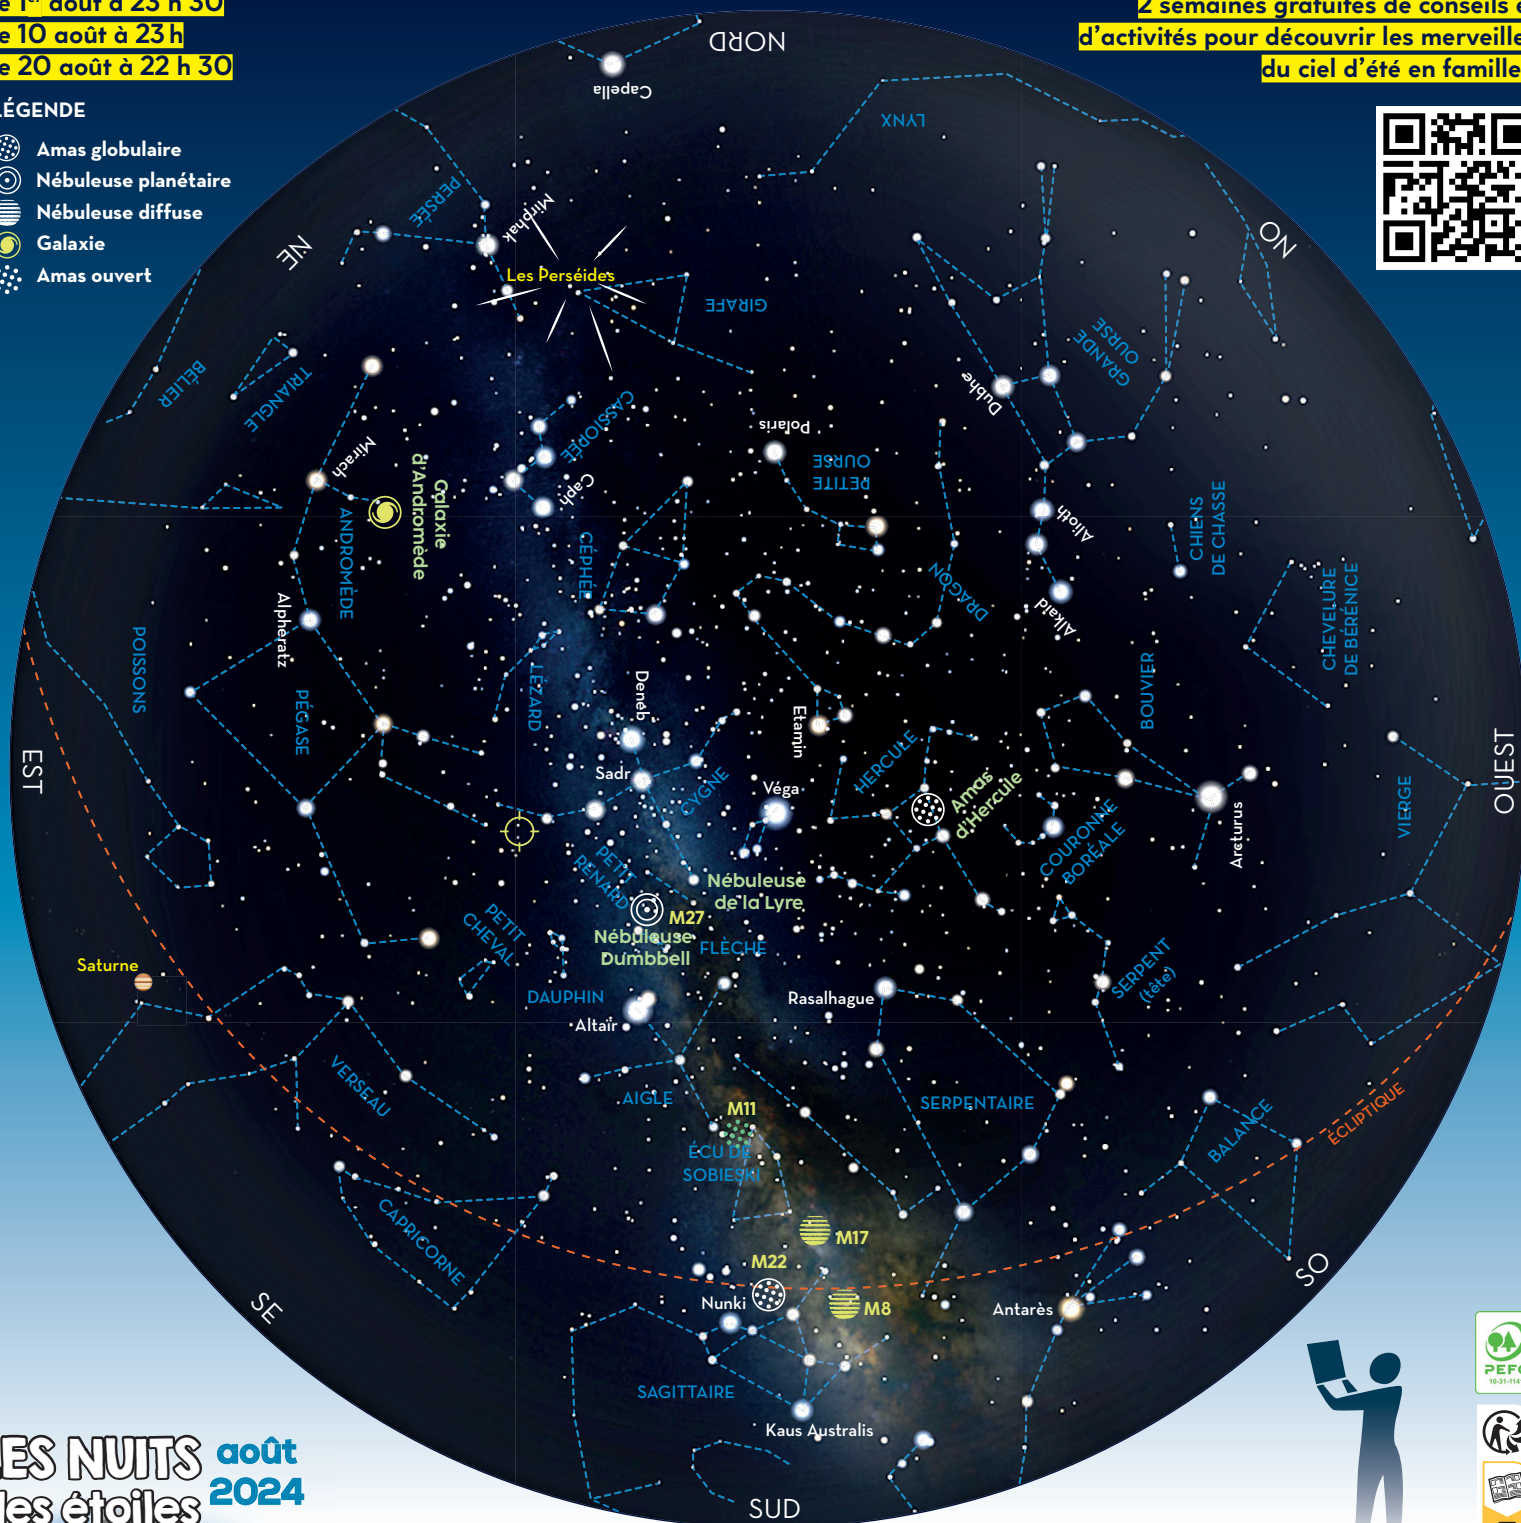 e 1er août à 23 h 30
e 10 août à 23 h
e 20 août à 22 h 30
2 semaines gratuites de conseils e
d’activités pour découvrir les merveille
du ciel d’été en famille
LÉGENDE
Amas globulaire
Nébuleuse planétaire
Nébuleuse diffuse
Galaxie
Amas ouvert
NORD
Capella
LYNX
PERSÉE
Mirphak
NE
NO
Les Perséides
GIRAFE
GRANDE
OURSE
BÉLIER
TRIANGLE
CASSIOPÉE
Dubhe
Polaris
PETITE
OURSE
Mirach
Galaxie
d’Andromède
Caph
Alioth
CHIENS
DE CHASSE
ANDROMÈDE
CÉPHÉE
DRAGON
Alkaid
CHEVELURE
DE BÉRÉNICE
Alpheratz
POISSONS
LÉZARD
Deneb
BOUVIER
PÉGASE
Etamin
HERCULE
EST
OUEST
Sadr
CYGNE
Véga
Amas
d’Hercule
VIERGE
Arcturus
COURONNE
BORÉALE
PETIT
RENARD
Nébuleuse
de la Lyre
M27
PETIT
CHEVAL
Nébuleuse
Dumbbell
FLÈCHE
Saturne
DAUPHIN
Rasalhague
SERPENT
(tête)
Altaïr
VERSEAU
AIGLE
M11
SERPENTAIRE
ÉCLIPTIQUE
BALANCE
ÉCU DE
SOBIESKI
CAPRICORNE
M17
M22
SE
SO
Nunki
M8
Antarès
SAGITTAIRE
Kaus Australis
PEFC
LES NUITS
des étoiles
août
2024
SUD